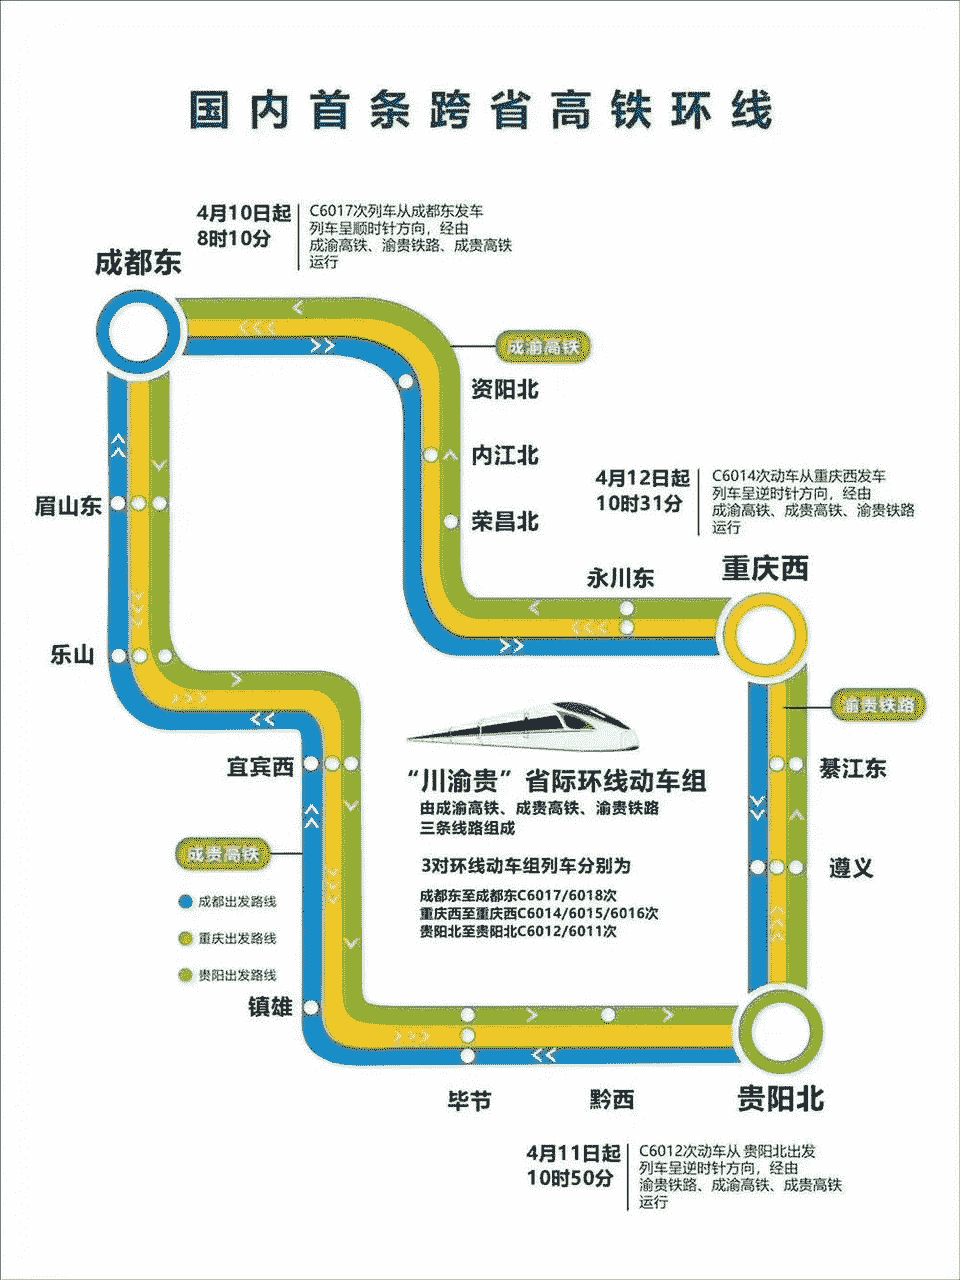 国内首条跨省高铁环线
4月10日起
8时10分
C6017次列车从成都东发车
列车呈顺时针方向，经由
成渝高铁、渝贵铁路、成贵高铁
运行
成都东
成渝高铁
资阳北
内江北
荣昌北
4月12日起
10时31分
C6014次动车从重庆西发车
列车呈逆时针方向，经由
成渝高铁、成贵高铁、渝贵铁路
运行
眉山东
永川东
重庆西
乐山
渝贵铁路
宜宾西
綦江东
“川渝贵”省际环线动车组
由成渝高铁、成贵高铁、渝贵铁路
三条线路组成
成贵高铁
3对环线动车组列车分别为
遵义
成都东至成都东C6017/6018次
重庆西至重庆西C6014/6015/6016次
贵阳北至贵阳北C6012/6011次
成都出发路线
重庆出发路线
贵阳出发路线
镇雄
毕节
黔西
贵阳北
4月11日起
10时50分
C6012次动车从贵阳北出发
列车呈逆时针方向，经由
渝贵铁路、成渝高铁、成贵高铁
运行